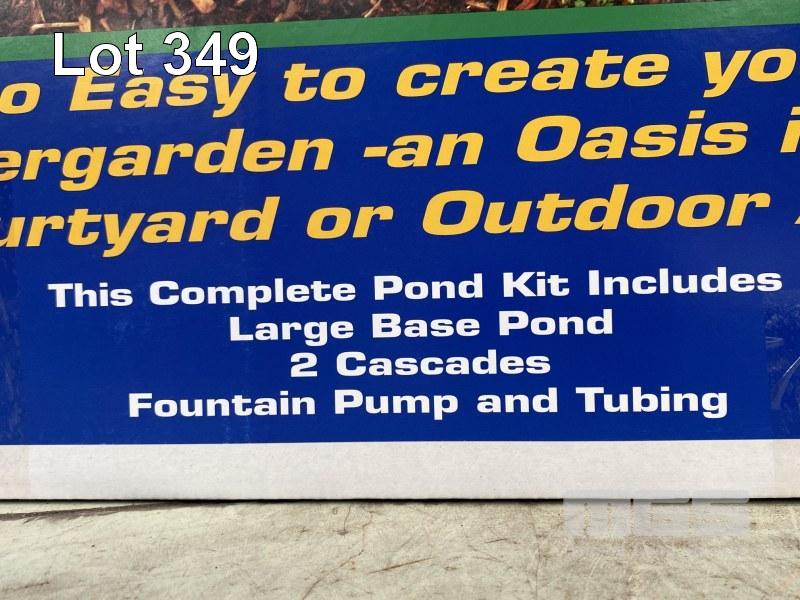 Lot 349
o Easy to create yo
ergarden -an Oasis i
urtyard or Outdoor
This Complete Pond Kit Includes
Large Base Pond
2 Cascades
Fountain Pump and Tubing